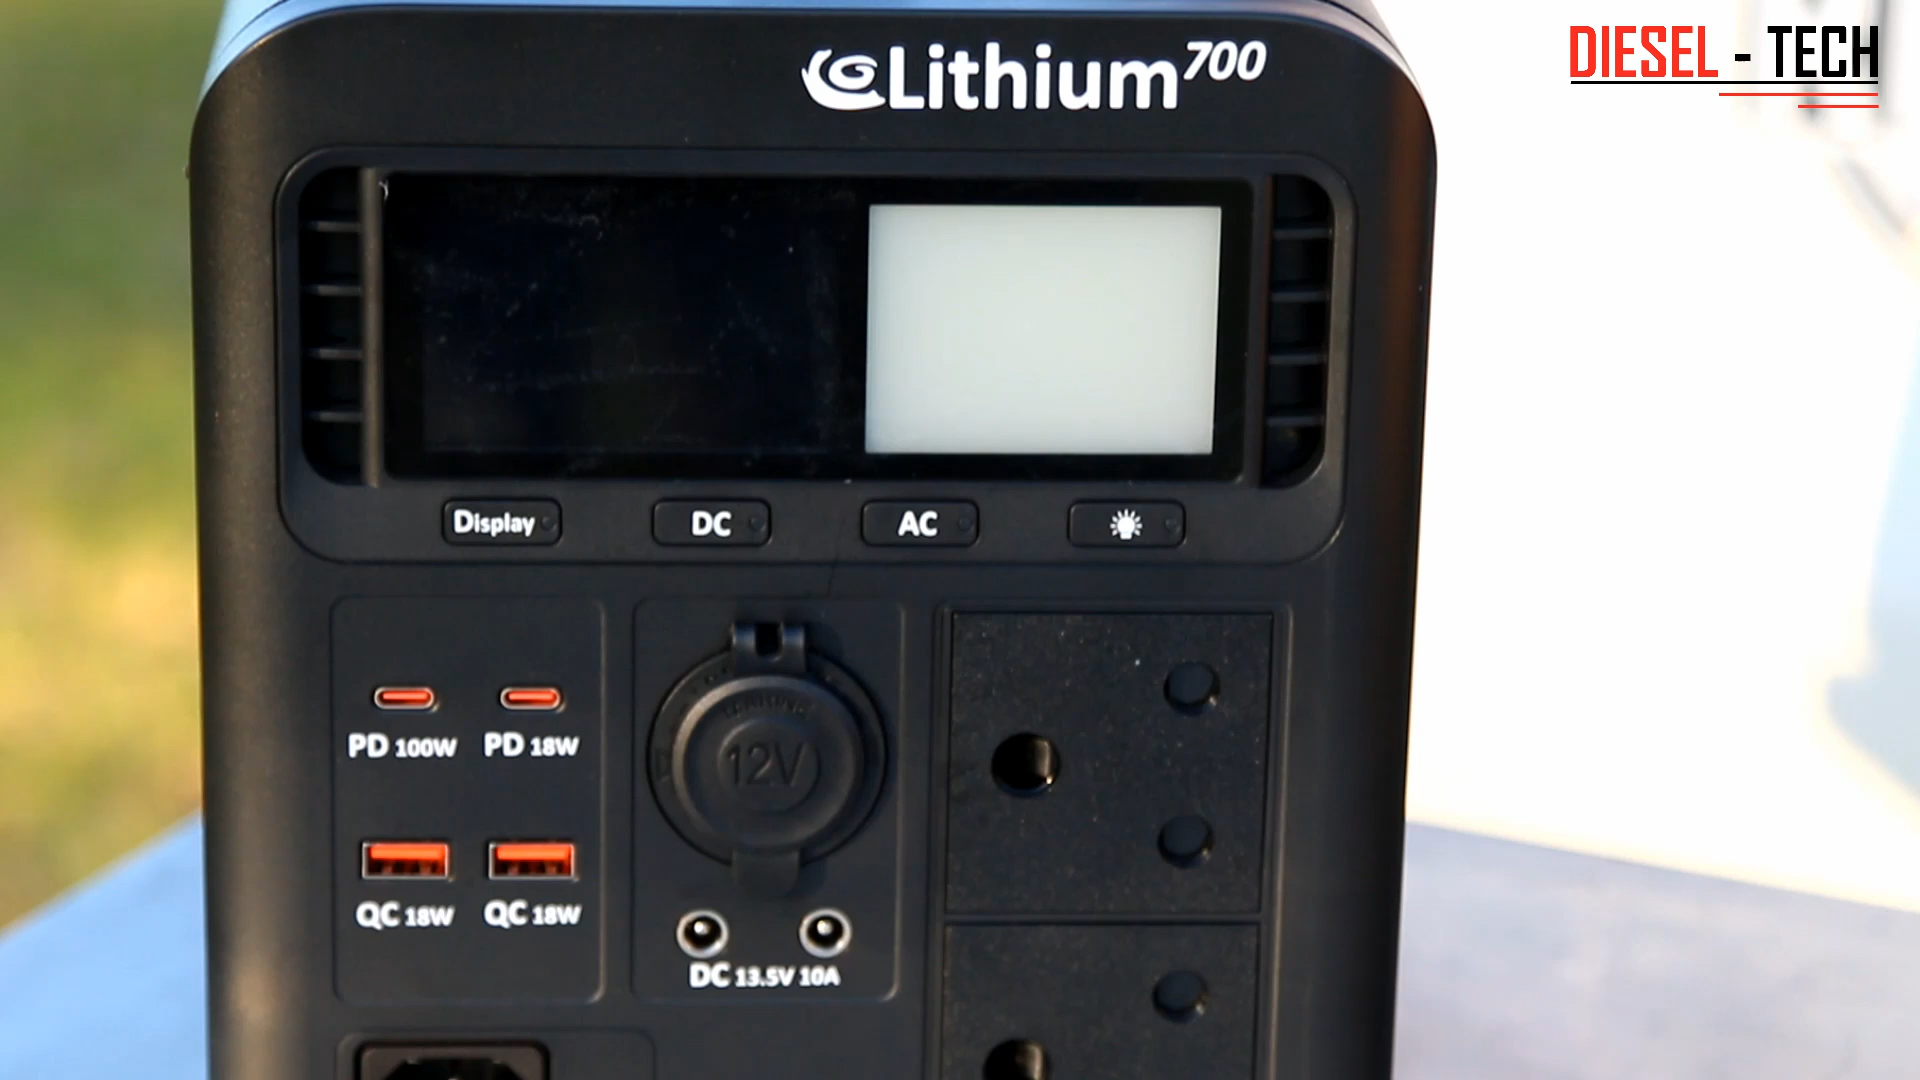 DIESEL - TECH
Lithium700
Display
DC
AC
PD 100W
PD 18W
12V
QC 18W
QC 18W
DC 13.5V 10A